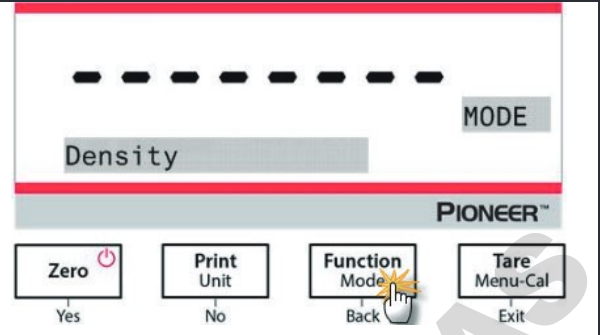 MODE
Density
PIONEER™
Zero
Print
Unit
Function
Mode
Tare
Menu-Cal
Yes
No
Back
Exit